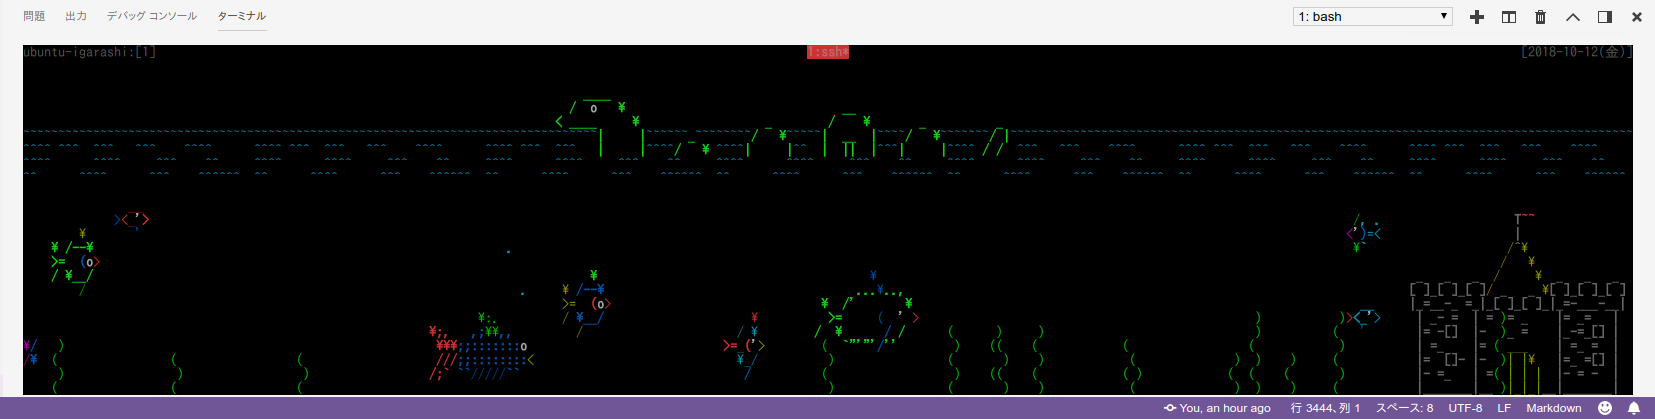 問題 出力 デバッグ コンソール ターミナル 1: bash
ubuntu-igarashi:[1] 1:ssh* [2018-10-12(金)]
You, an hour ago 行 3444、列 1 スペース: 8 UTF-8 LF Markdown